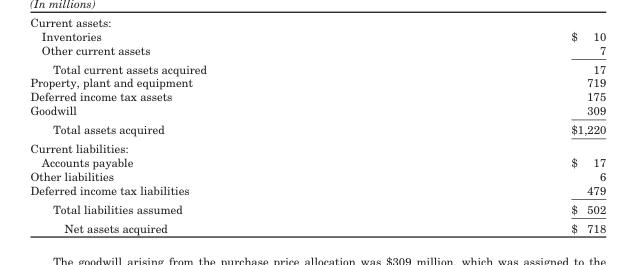 (In millions)
Current assets:
Inventories $ 10
Other current assets 7
Total current assets acquired 17
Property, plant and equipment 719
Deferred income tax assets 175
Goodwill 309
Total assets acquired $1,220
Current liabilities:
Accounts payable $ 17
Other liabilities 6
Deferred income tax liabilities 479
Total liabilities assumed $ 502
Net assets acquired $ 718
The goodwill arising from the purchase price allocation was $309 million, which was assigned to the